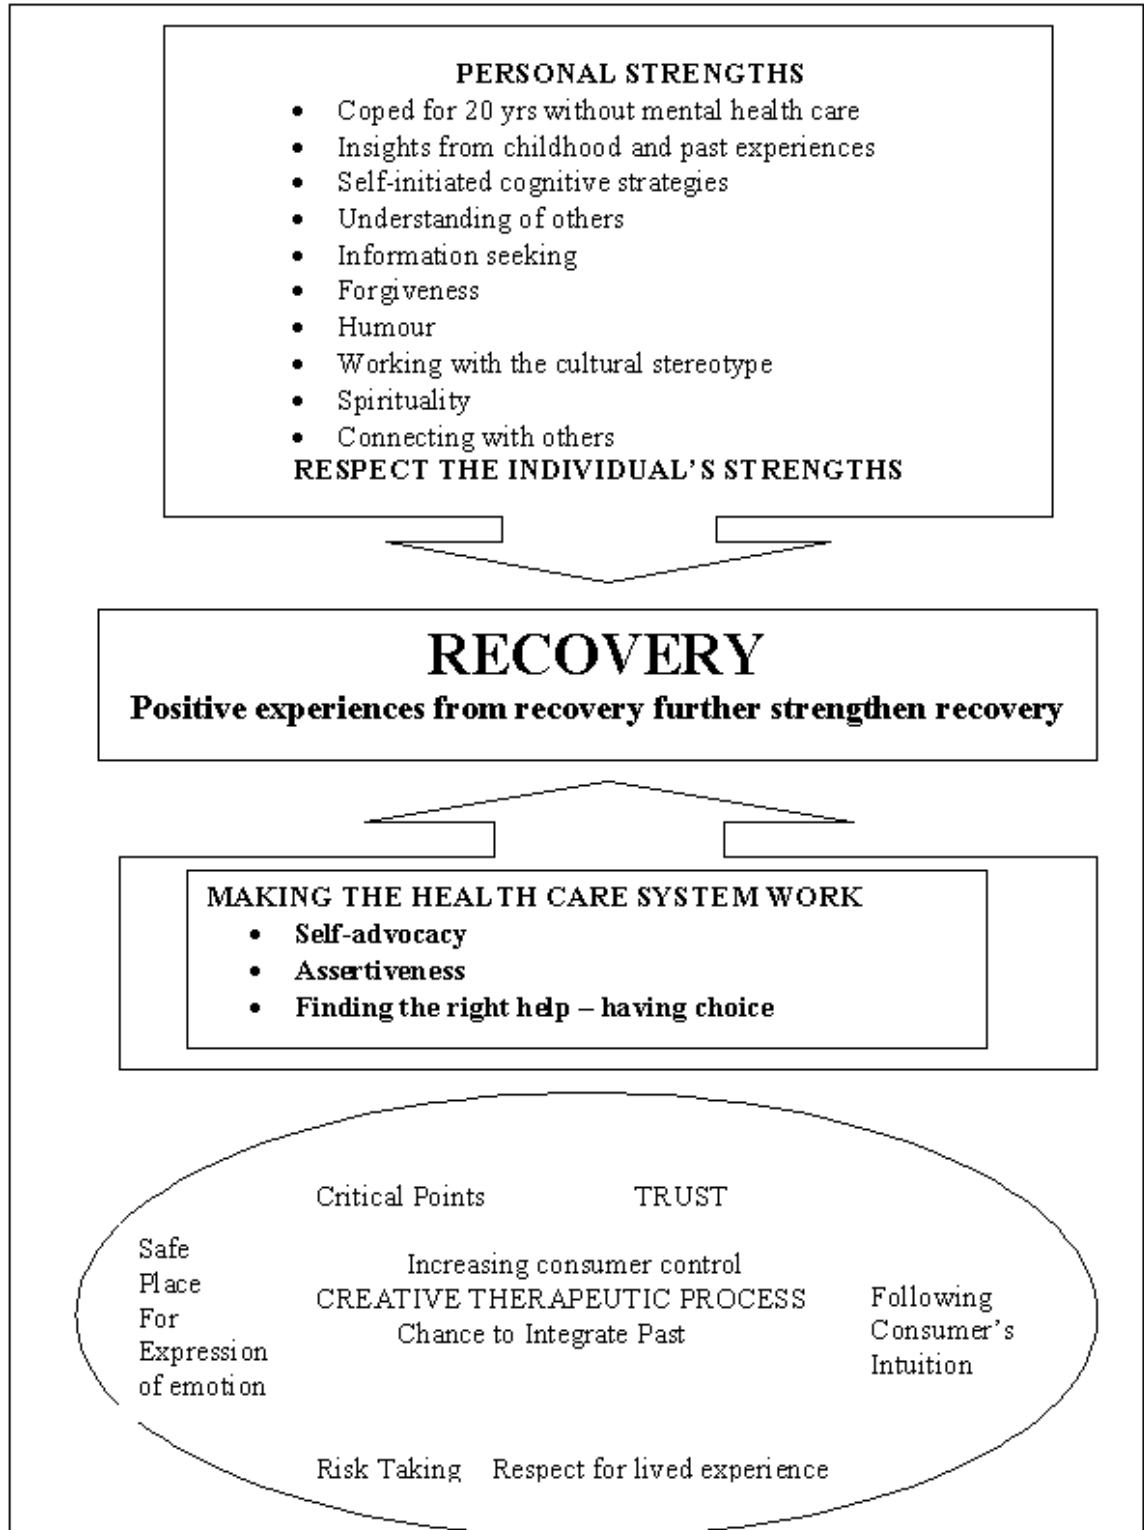 PERSONAL STRENGTHS
• Coped for 20 yrs without mental health care
• Insights from childhood and past experiences
• Self-initiated cognitive strategies
• Understanding of others
• Information seeking
• Forgiveness
• Humour
• Working with the cultural stereotype
• Spirituality
• Connecting with others
RESPECT THE INDIVIDUAL'S STRENGTHS
RECOVERY
Positive experiences from recovery further strengthen recovery
MAKING THE HEALTH CARE SYSTEM WORK
• Self-advocacy
• Assertiveness
• Finding the right help – having choice
Critical Points TRUST
Safe
Place
For
Expression
of emotion
Increasing consumer control
CREATIVE THERAPEUTIC PROCESS
Chance to Integrate Past
Following
Consumer's
Intuition
Risk Taking Respect for lived experience